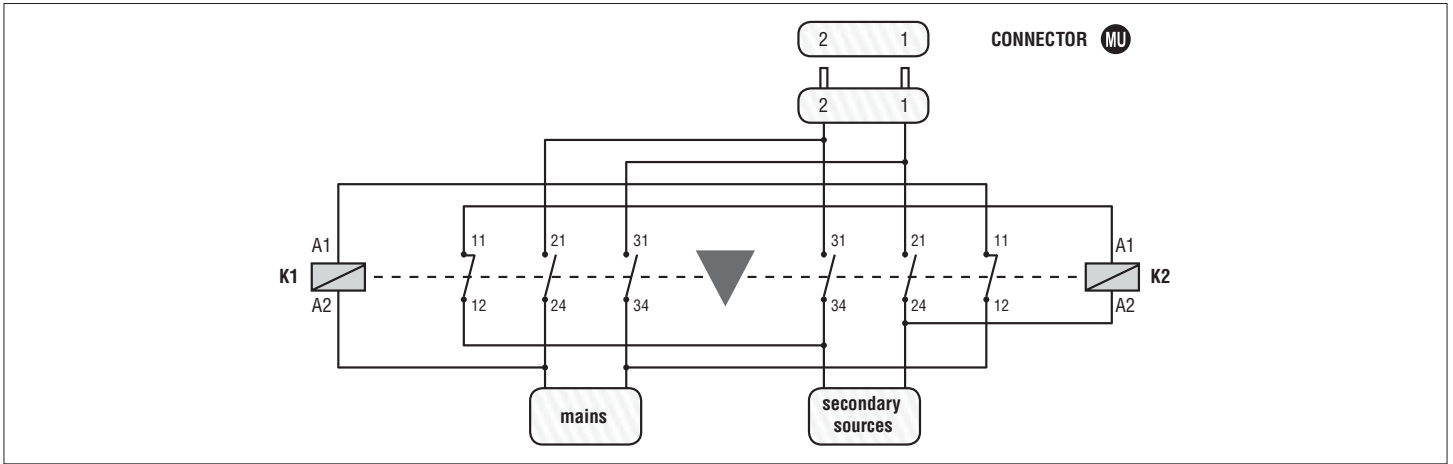 2 1 CONNECTOR MU
2 1
11 21 31 31 21 11
A1 A1
K1 K2
A2 A2
12 24 34 34 24 12
mains
secondary
sources